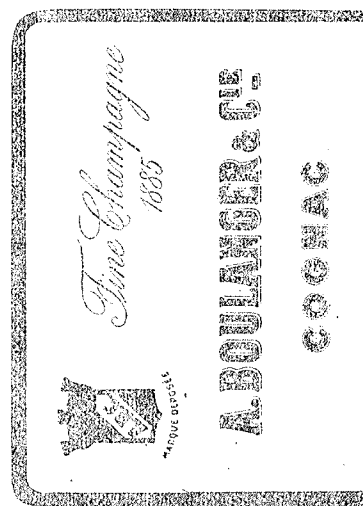 Fine Champagne
1885
MARQUE DÉPOSÉE
A. BOULANGER & CIE
COGNAC